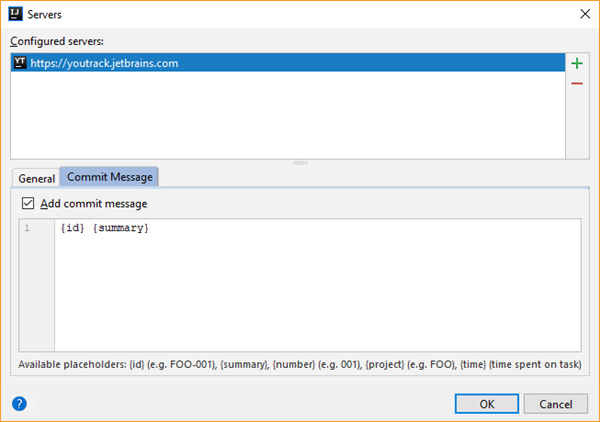 IJ Servers
Configured servers:
YT https://youtrack.jetbrains.com
General Commit Message
Add commit message
1 {id} {summary}
Available placeholders: {id} (e.g. FOO-001), {summary}, {number} (e.g. 001), {project} (e.g. FOO), {time} (time spent on task)
? OK Cancel